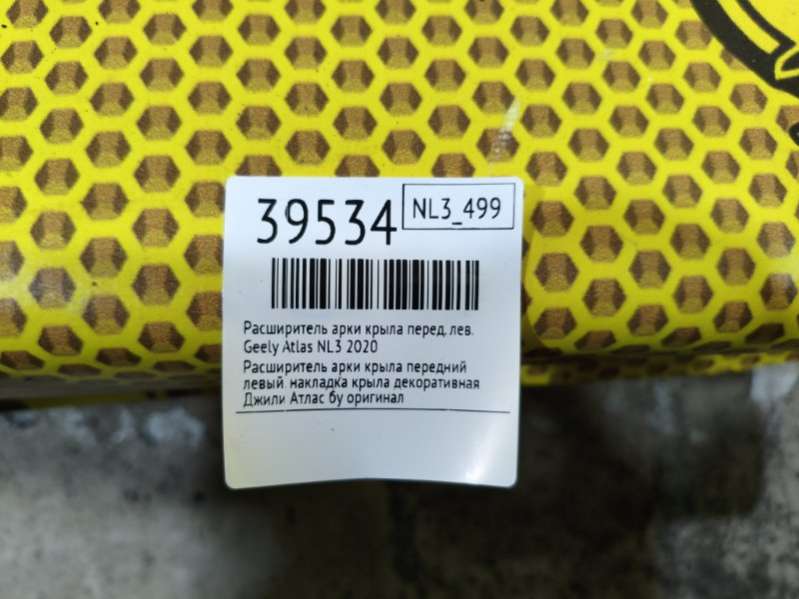 39534
NL3_499
Расширитель арки крыла перед. лев.
Geely Atlas NL3 2020
Расширитель арки крыла передний
левый. накладка крыла декоративная
Джили Атлас бу оригинал